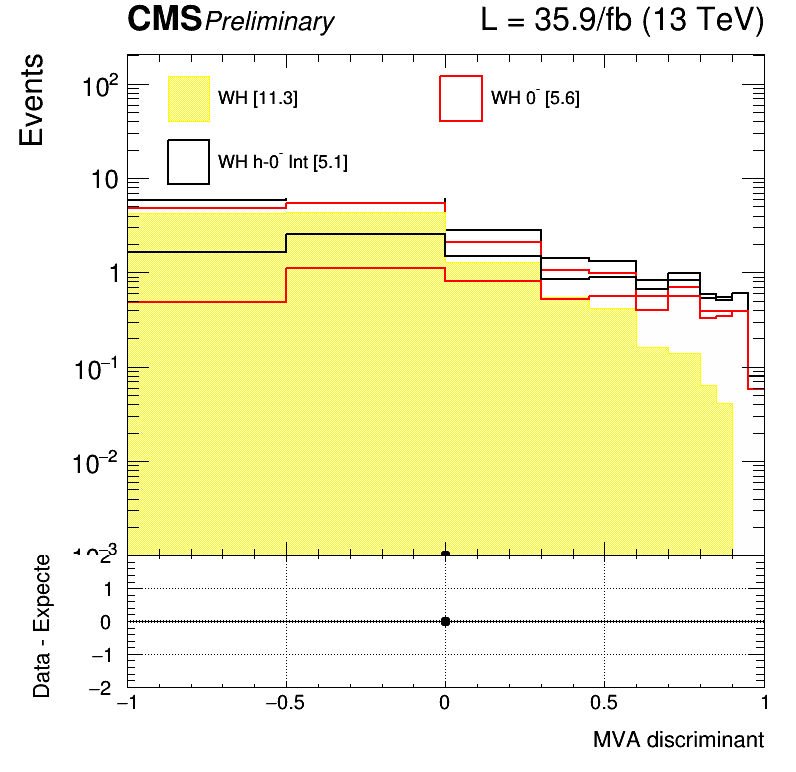 CMS Preliminary L = 35.9/fb (13 TeV)
Events
10²
10
1
10⁻¹
10⁻²
WH [11.3]
WH 0⁻ [5.6]
WH h-0⁻ Int [5.1]
Data - Expecte
2
1
0
−1
−2
−1 −0.5 0 0.5 1
MVA discriminant